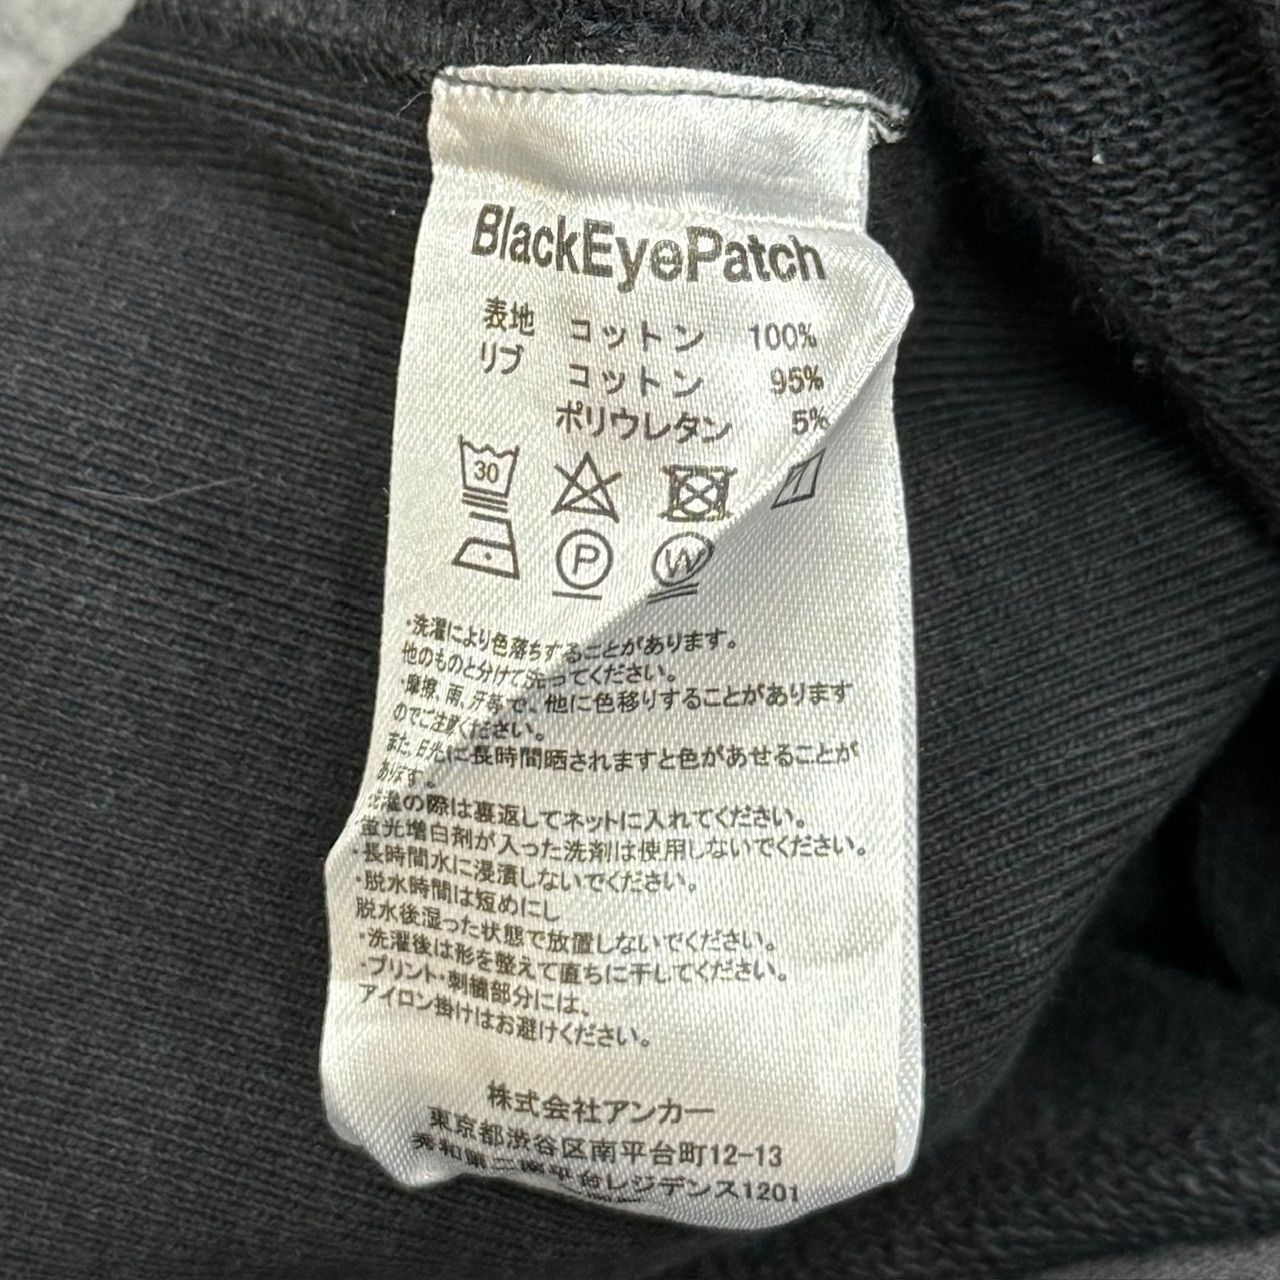 BlackEyePatch
表地 コットン 100%
リブ コットン 95%
ポリウレタン 5%
30
P W
・洗濯により色落ちすることがあります。
他のものと分けて洗ってください。
・摩擦、雨、汗等で、他に色移りすることがあります
のでご注意ください。
また、日光に長時間晒されますと色があせることが
あります。
洗濯の際は裏返してネットに入れてください。
蛍光増白剤が入った洗剤は使用しないでください。
・長時間水に浸漬しないでください。
・脱水時間は短めにし
脱水後湿った状態で放置しないでください。
・洗濯後は形を整えて直ちに干してください。
・プリント・刺繍部分には、
アイロン掛けはお避けください。
株式会社アンカー
東京都渋谷区南平台町12-13
秀和第二南平台レジデンス1201